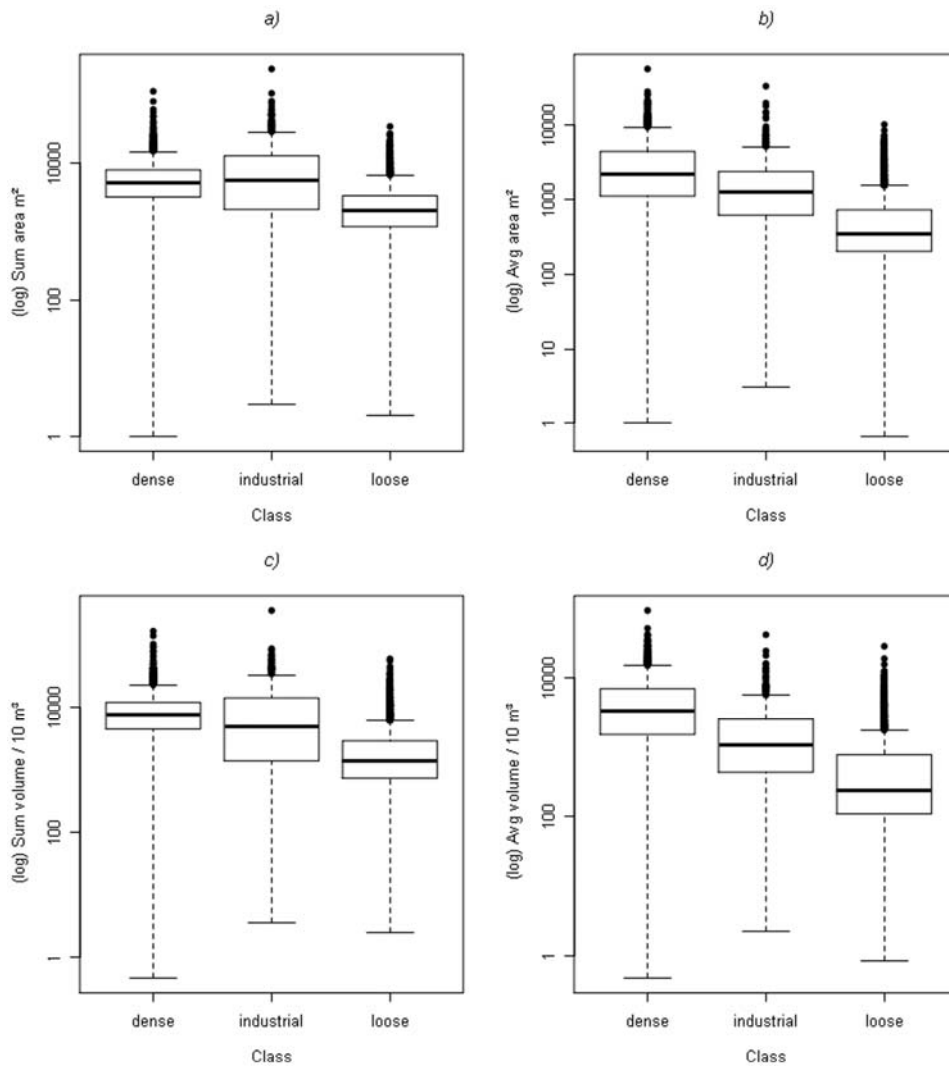 a)
(log) Sum area m²
10000
100
1
dense industrial loose
Class
b)
(log) Avg area m²
10000
1000
100
10
1
dense industrial loose
Class
c)
(log) Sum volume / 10 m²
10000
100
1
dense industrial loose
Class
d)
(log) Avg volume / 10 m²
10000
100
1
dense industrial loose
Class